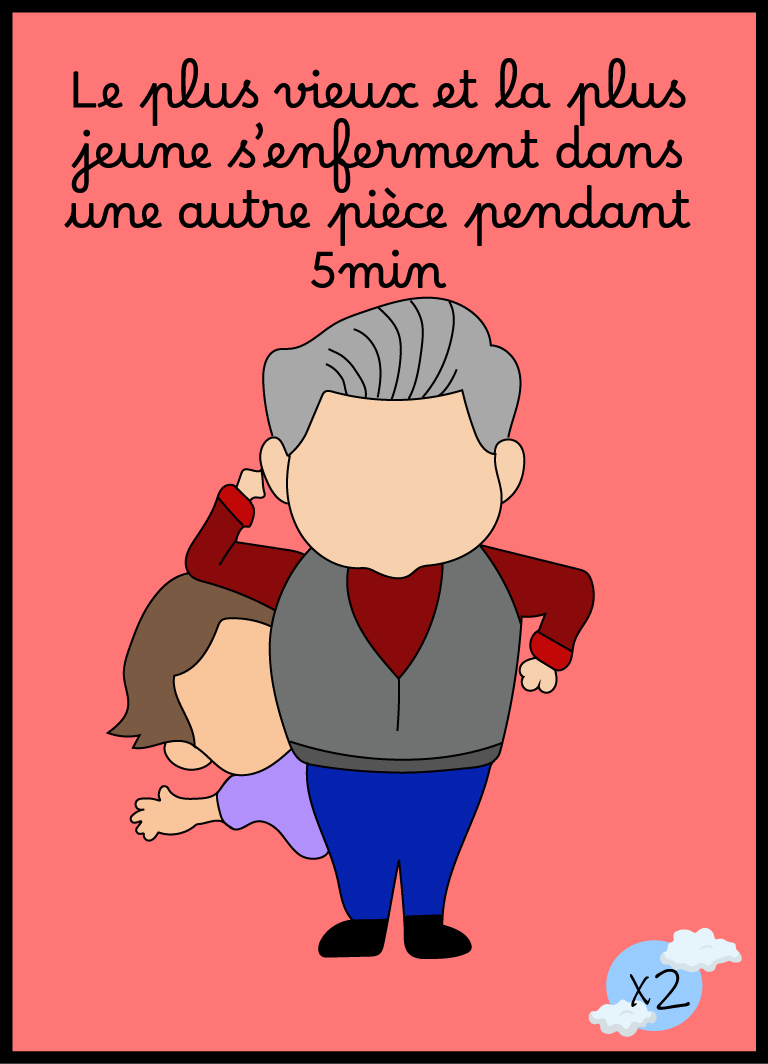 Le plus vieux et la plus
jeune s'enferment dans
une autre pièce pendant
5min
x2